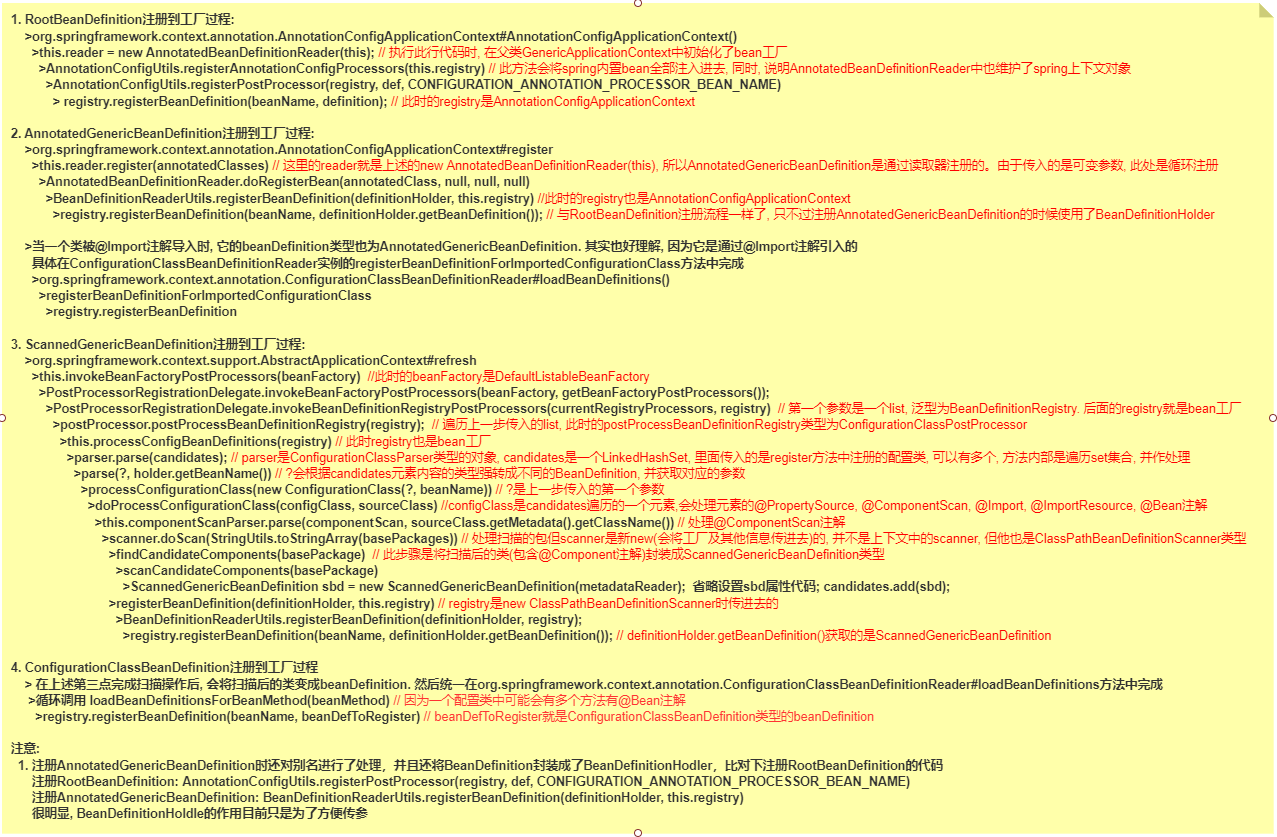 1. RootBeanDefinition注册到工厂过程:
>org.springframework.context.annotation.AnnotationConfigApplicationContext#AnnotationConfigApplicationContext()
>this.reader = new AnnotatedBeanDefinitionReader(this); // 执行此行代码时, 在父类GenericApplicationContext中初始化了bean工厂
>AnnotationConfigUtils.registerAnnotationConfigProcessors(this.registry) // 此方法会将spring内置bean全部注入进去, 同时, 说明AnnotatedBeanDefinitionReader中也维护了spring上下文对象
>AnnotationConfigUtils.registerPostProcessor(registry, def, CONFIGURATION_ANNOTATION_PROCESSOR_BEAN_NAME)
> registry.registerBeanDefinition(beanName, definition); // 此时的registry是AnnotationConfigApplicationContext
2. AnnotatedGenericBeanDefinition注册到工厂过程:
>org.springframework.context.annotation.AnnotationConfigApplicationContext#register
>this.reader.register(annotatedClasses) // 这里的reader就是上述的new AnnotatedBeanDefinitionReader(this), 所以AnnotatedGenericBeanDefinition是通过读取器注册的。由于传入的是可变参数, 此处是循环注册
>AnnotatedBeanDefinitionReader.doRegisterBean(annotatedClass, null, null, null)
>BeanDefinitionReaderUtils.registerBeanDefinition(definitionHolder, this.registry) //此时的registry也是AnnotationConfigApplicationContext
>registry.registerBeanDefinition(beanName, definitionHolder.getBeanDefinition()); // 与RootBeanDefinition注册流程一样了, 只不过注册AnnotatedGenericBeanDefinition的时候使用了BeanDefinitionHolder
>当一个类被@Import注解导入时, 它的beanDefinition类型也为AnnotatedGenericBeanDefinition. 其实也好理解, 因为它是通过@Import注解引入的
具体在ConfigurationClassBeanDefinitionReader实例的registerBeanDefinitionForImportedConfigurationClass方法中完成
>org.springframework.context.annotation.ConfigurationClassBeanDefinitionReader#loadBeanDefinitions()
>registerBeanDefinitionForImportedConfigurationClass
>registry.registerBeanDefinition
3. ScannedGenericBeanDefinition注册到工厂过程:
>org.springframework.context.support.AbstractApplicationContext#refresh
>this.invokeBeanFactoryPostProcessors(beanFactory) //此时的beanFactory是DefaultListableBeanFactory
>PostProcessorRegistrationDelegate.invokeBeanFactoryPostProcessors(beanFactory, getBeanFactoryPostProcessors());
>PostProcessorRegistrationDelegate.invokeBeanDefinitionRegistryPostProcessors(currentRegistryProcessors, registry) // 第一个参数是一个list, 泛型为BeanDefinitionRegistry. 后面的registry就是bean工厂
>postProcessor.postProcessBeanDefinitionRegistry(registry); // 遍历上一步传入的list, 此时的postProcessBeanDefinitionRegistry类型为ConfigurationClassPostProcessor
>this.processConfigBeanDefinitions(registry) // 此时registry也是bean工厂
>parser.parse(candidates); // parser是ConfigurationClassParser类型的对象, candidates是一个LinkedHashSet, 里面传入的是register方法中注册的配置类, 可以有多个, 方法内部是遍历set集合, 并作处理
>parse(?, holder.getBeanName()) // ?会根据candidates元素内容的类型强转成不同的BeanDefinition, 并获取对应的参数
>processConfigurationClass(new ConfigurationClass(?, beanName)) // ?是上一步传入的第一个参数
>doProcessConfigurationClass(configClass, sourceClass) //configClass是candidates遍历的一个元素,会处理元素的@PropertySource, @ComponentScan, @Import, @ImportResource, @Bean注解
>this.componentScanParser.parse(componentScan, sourceClass.getMetadata().getClassName()) // 处理@ComponentScan注解
>scanner.doScan(StringUtils.toStringArray(basePackages)) // 处理扫描的包但scanner是新new(会将工厂及其他信息传进去)的, 并不是上下文中的scanner, 但他也是ClassPathBeanDefinitionScanner类型
>findCandidateComponents(basePackage) // 此步骤是将扫描后的类(包含@Component注解)封装成ScannedGenericBeanDefinition类型
>scanCandidateComponents(basePackage)
>ScannedGenericBeanDefinition sbd = new ScannedGenericBeanDefinition(metadataReader); 省略设置sbd属性代码; candidates.add(sbd);
>registerBeanDefinition(definitionHolder, this.registry) // registry是new ClassPathBeanDefinitionScanner时传进去的
>BeanDefinitionReaderUtils.registerBeanDefinition(definitionHolder, registry);
>registry.registerBeanDefinition(beanName, definitionHolder.getBeanDefinition()); // definitionHolder.getBeanDefinition()获取的是ScannedGenericBeanDefinition
4. ConfigurationClassBeanDefinition注册到工厂过程
> 在上述第三点完成扫描操作后, 会将扫描后的类变成beanDefinition. 然后统一在org.springframework.context.annotation.ConfigurationClassBeanDefinitionReader#loadBeanDefinitions方法中完成
>循环调用 loadBeanDefinitionsForBeanMethod(beanMethod) // 因为一个配置类中可能会有多个方法有@Bean注解
>registry.registerBeanDefinition(beanName, beanDefToRegister) // beanDefToRegister就是ConfigurationClassBeanDefinition类型的beanDefinition
注意:
1. 注册AnnotatedGenericBeanDefinition时还对别名进行了处理，并且还将BeanDefinition封装成了BeanDefinitionHodler，比对下注册RootBeanDefinition的代码
注册RootBeanDefinition: AnnotationConfigUtils.registerPostProcessor(registry, def, CONFIGURATION_ANNOTATION_PROCESSOR_BEAN_NAME)
注册AnnotatedGenericBeanDefinition: BeanDefinitionReaderUtils.registerBeanDefinition(definitionHolder, this.registry)
很明显, BeanDefinitionHoldle的作用目前只是为了方便传参